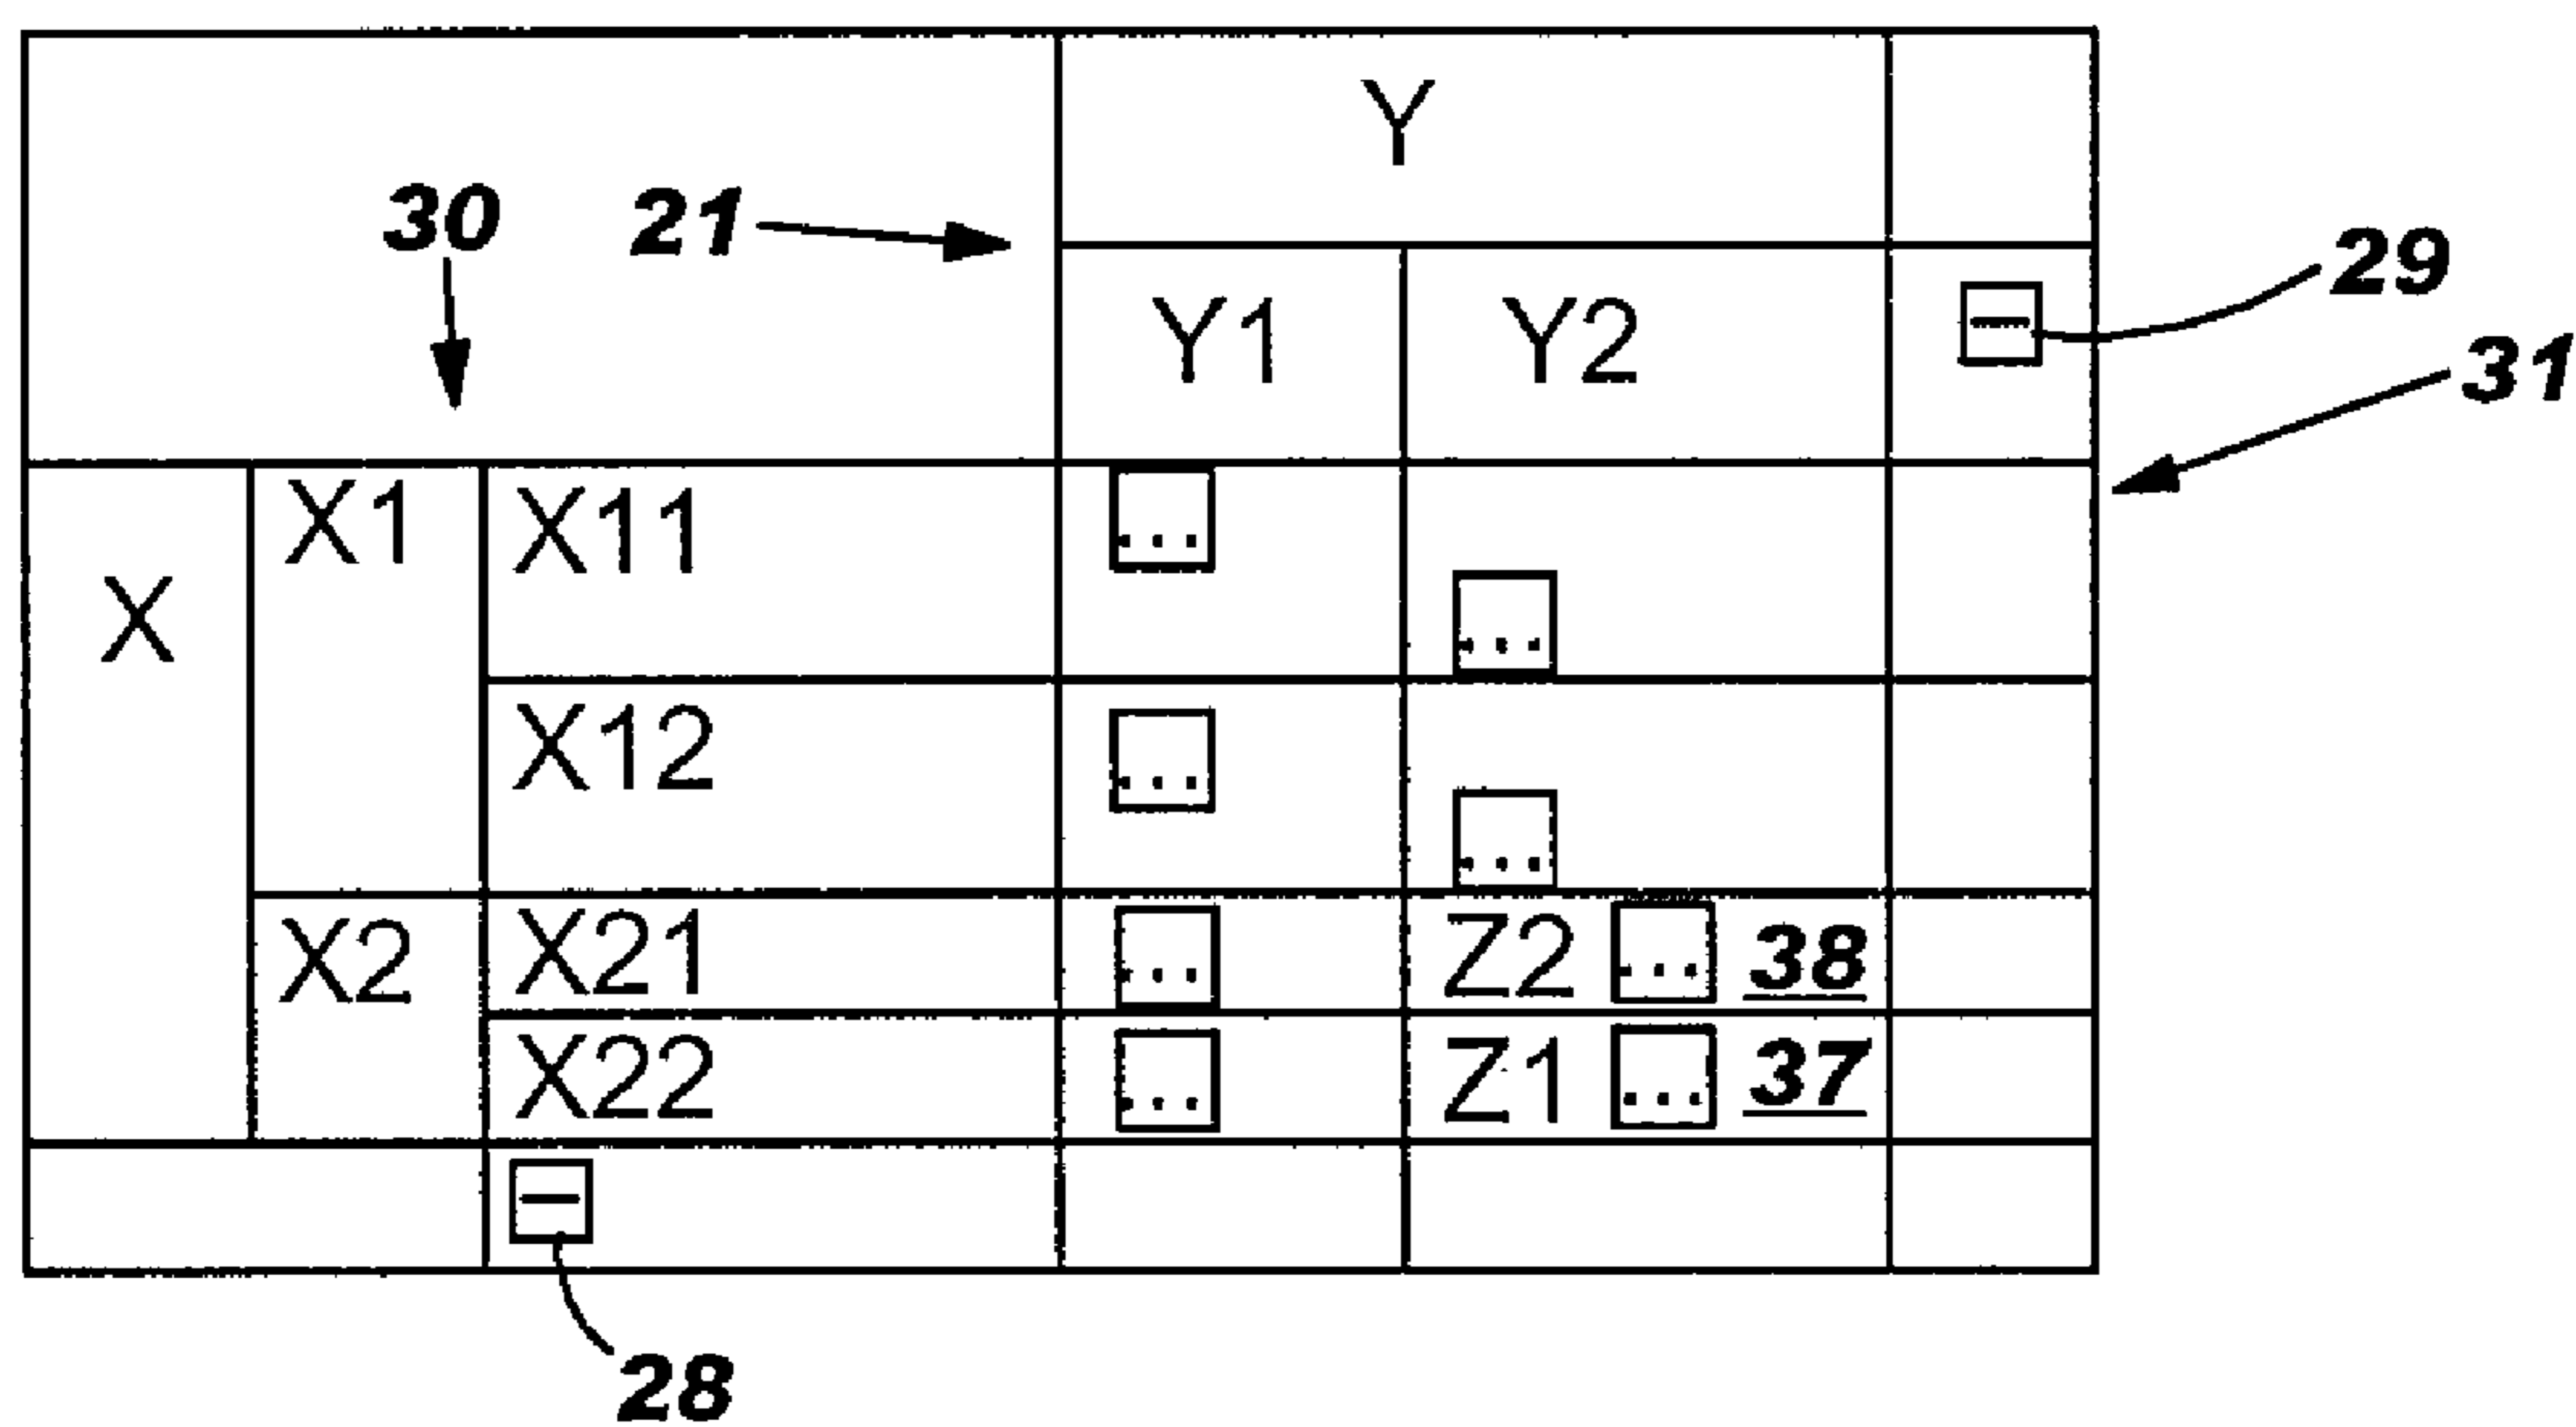 Y
30 21
Y1 Y2 29
31
X X1 X11 ...
...
X12 ...
...
X2 X21 ... Z2 ... 38
X22 ... Z1 ... 37
28